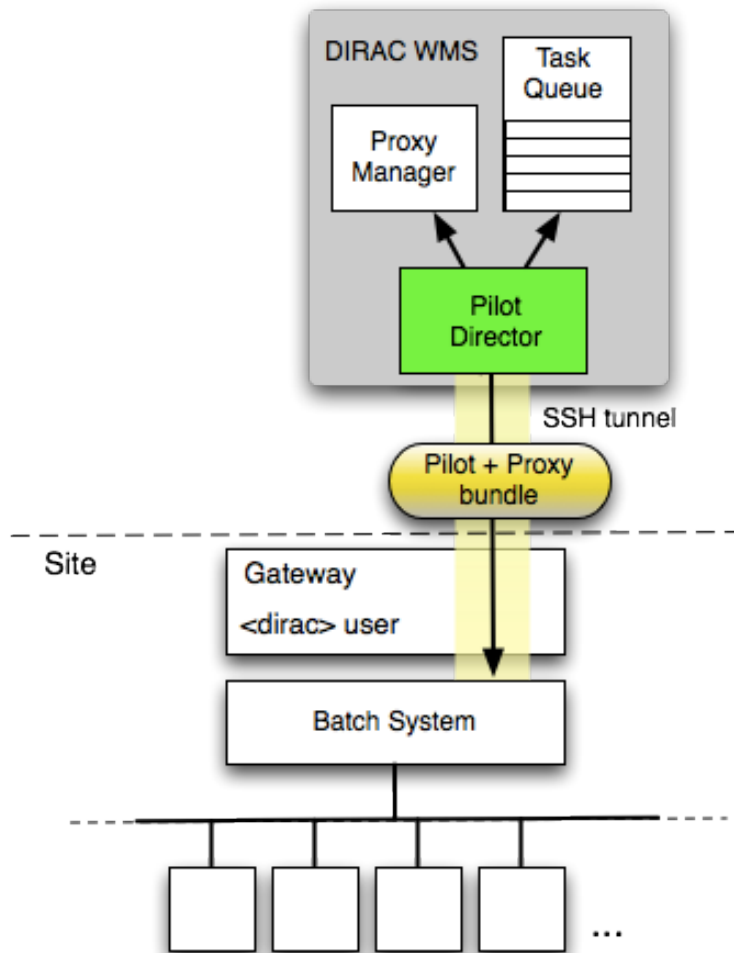 DIRAC WMS
Task
Queue
Proxy
Manager
Pilot
Director
SSH tunnel
Pilot + Proxy
bundle
Site
Gateway
<dirac> user
Batch System
...